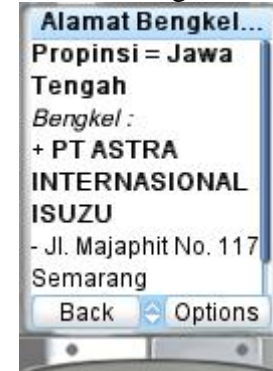 Alamat Bengkel...
Propinsi = Jawa
Tengah
Bengkel :
+ PT ASTRA
INTERNASIONAL
ISUZU
- Jl. Majaphit No. 117
Semarang
Back Options